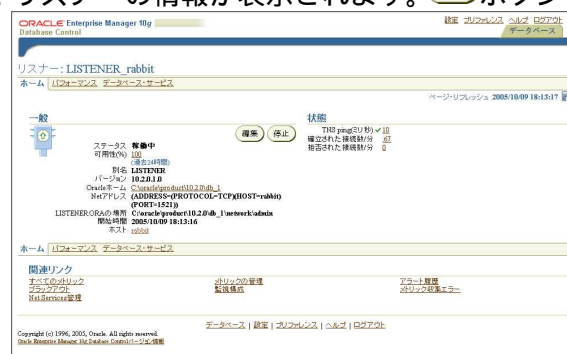 リスナーの情報が表示されます。 ボタン
ORACLE Enterprise Manager 10g
Database Control
設定 プリファレンス ヘルプ ログアウト
データベース
リスナー: LISTENER_rabbit
ホーム パフォーマンス データベース・サービス
ページ・リフレッシュ 2005/10/09 18:13:17
一般
編集 停止
ステータス 稼働中
可用性(%) 100
(過去24時間)
別名 LISTENER
バージョン 10.2.0.1.0
Oracleホーム C:\oracle\product\10.2.0\db_1
Netアドレス (ADDRESS=(PROTOCOL=TCP)(HOST=rabbit)
(PORT=1521))
LISTENER.ORAの場所 C:\oracle\product\10.2.0\db_1\network\admin
開始時間 2005/10/09 18:13:16
ホスト rabbit
状態
TNS ping(ミリ秒) 10
確立された接続数/分 .67
拒否された接続数/分 0
ホーム パフォーマンス データベース・サービス
関連リンク
すべてのメトリック メトリックの管理 アラート履歴
ブラックアウト 監視構成 メトリック収集エラー
Net Services管理
データベース | 設定 | プリファレンス | ヘルプ | ログアウト
Copyright (c) 1996, 2005, Oracle. All rights reserved.
Oracle Enterprise Manager 10g Database Controlバージョン情報